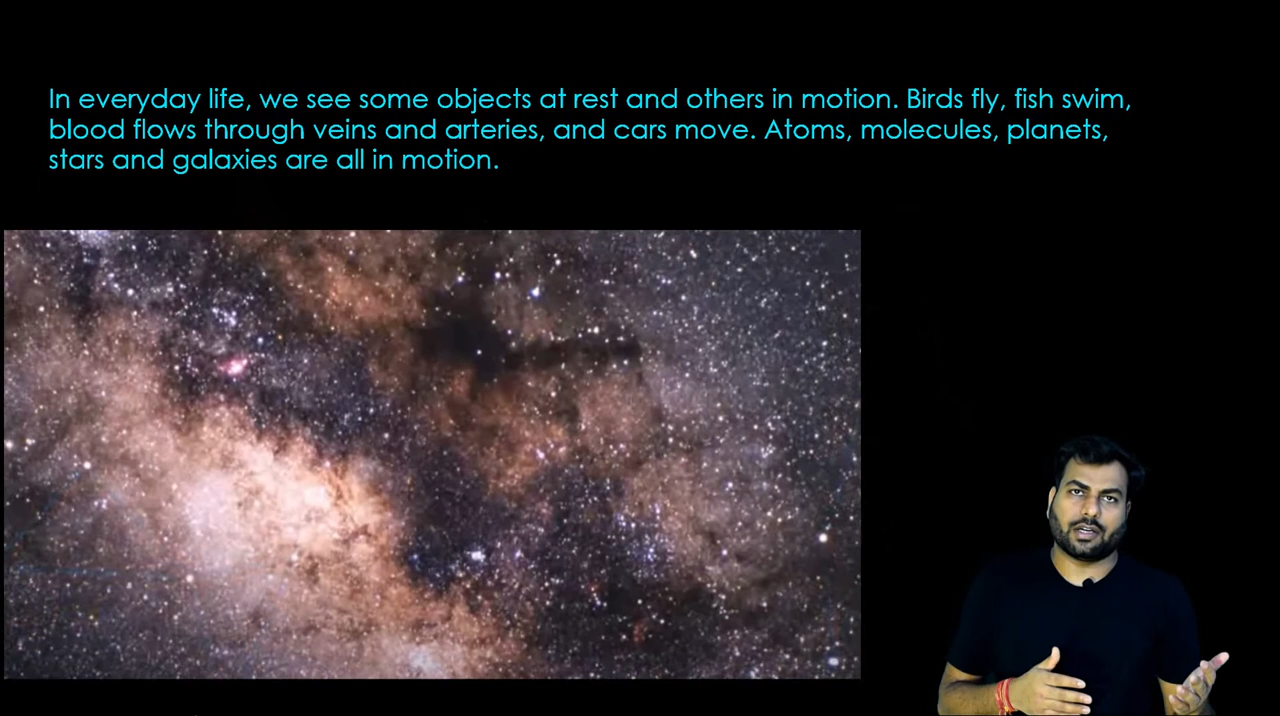 In everyday life, we see some objects at rest and others in motion. Birds fly, fish swim,
blood flows through veins and arteries, and cars move. Atoms, molecules, planets,
stars and galaxies are all in motion.